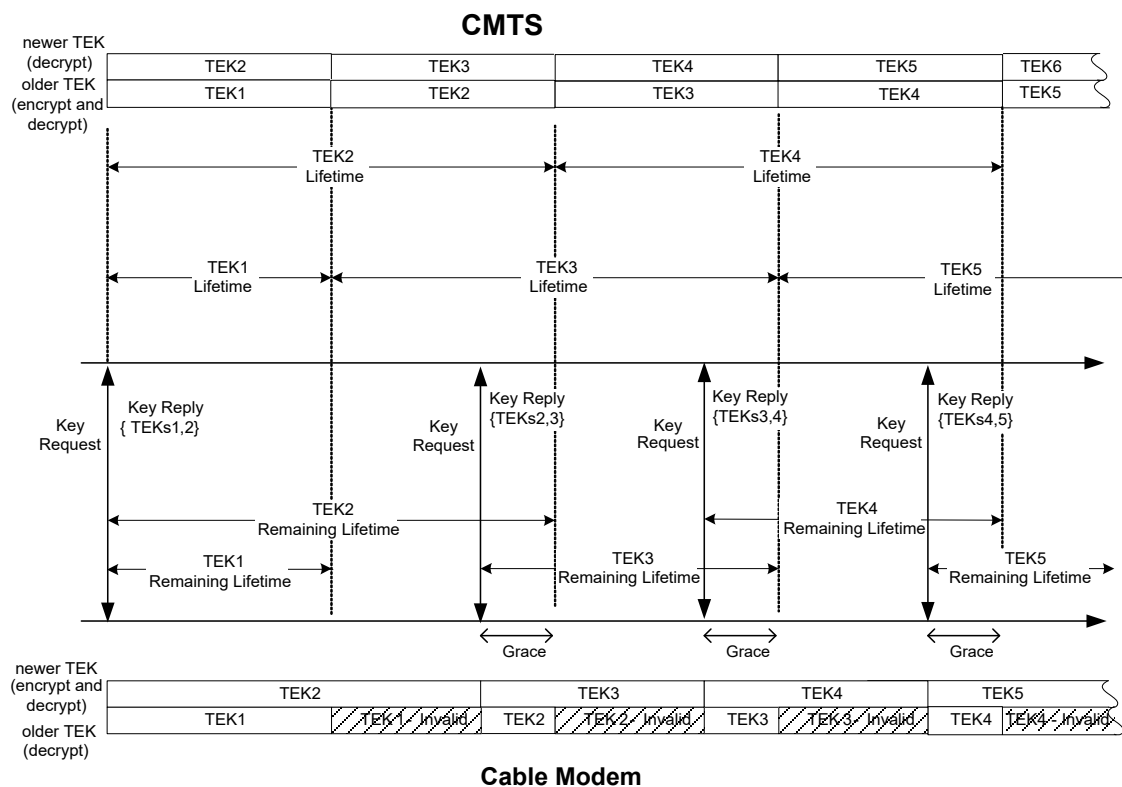 CMTS
newer TEK
(decrypt)
TEK2 TEK3 TEK4 TEK5 TEK6
older TEK
(encrypt and
decrypt)
TEK1 TEK2 TEK3 TEK4 TEK5
TEK2
Lifetime
TEK4
Lifetime
TEK1
Lifetime
TEK3
Lifetime
TEK5
Lifetime
Key
Request
Key Reply
{ TEKs1,2}
Key
Request
Key Reply
{TEKs2,3}
Key
Request
Key Reply
{TEKs3,4}
Key
Request
Key Reply
{TEKs4,5}
TEK2
Remaining Lifetime
TEK4
Remaining Lifetime
TEK1
Remaining Lifetime
TEK3
Remaining Lifetime
TEK5
Remaining Lifetime
Grace Grace Grace
newer TEK
(encrypt and
decrypt)
TEK2 TEK3 TEK4 TEK5
older TEK
(decrypt)
TEK1 TEK 1- Invalid TEK2 TEK-2- Invalid TEK3 TEK-3- Invalid TEK4 TEK4 - Invalid
Cable Modem